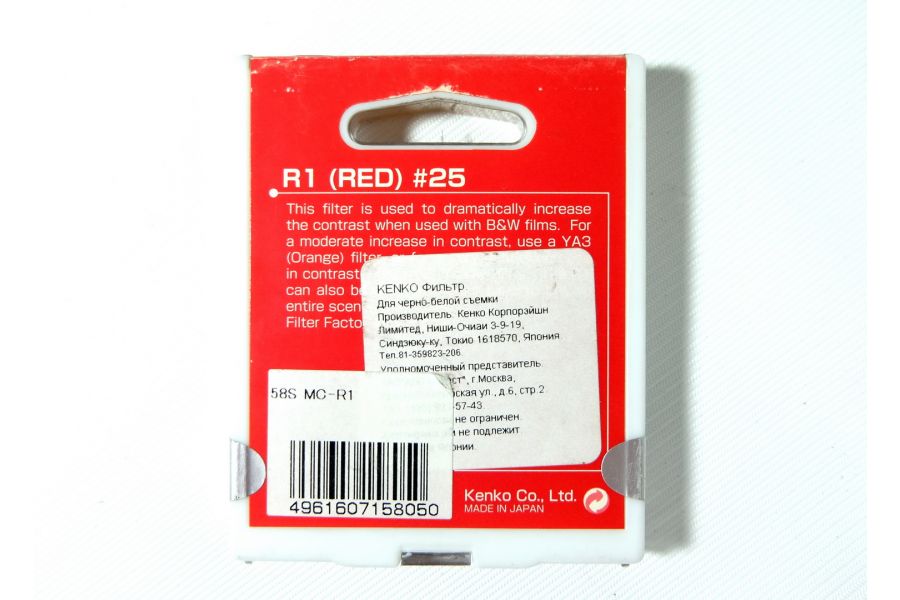 R1 (RED) #25
This filter is used to dramatically increase
the contrast when used with B&W films. For
a moderate increase in contrast, use a YA3
(Orange) filter
in contrast
can also be
entire scen
Filter Facto
KENKO Фильтр.
Для черно-белой съемки
Производитель. Кенко Корпорэйшн
Лимитед, Ниши-Очиаи 3-9-19,
Синдзюку-ку, Токио 1618570, Япония.
Тел.81-359823-206.
Уполномоченный представитель.
ст", г.Москва,
ская ул., д.6, стр.2.
-57-43.
не ограничен.
не подлежит.
онии.
58S MC-R1
4961607158050
Kenko Co., Ltd.
MADE IN JAPAN